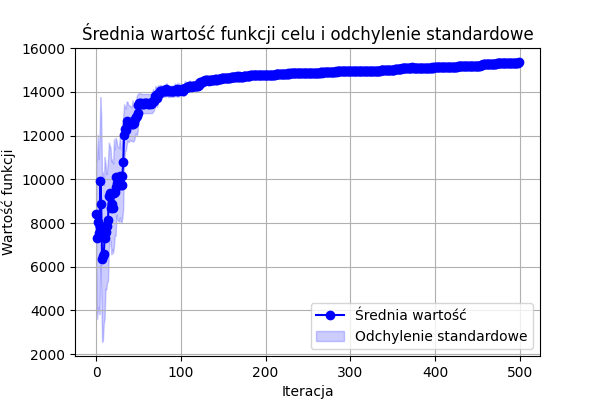 Średnia wartość funkcji celu i odchylenie standardowe
Wartość funkcji
16000
14000
12000
10000
8000
6000
4000
2000
0 100 200 300 400 500
Iteracja
Średnia wartość
Odchylenie standardowe